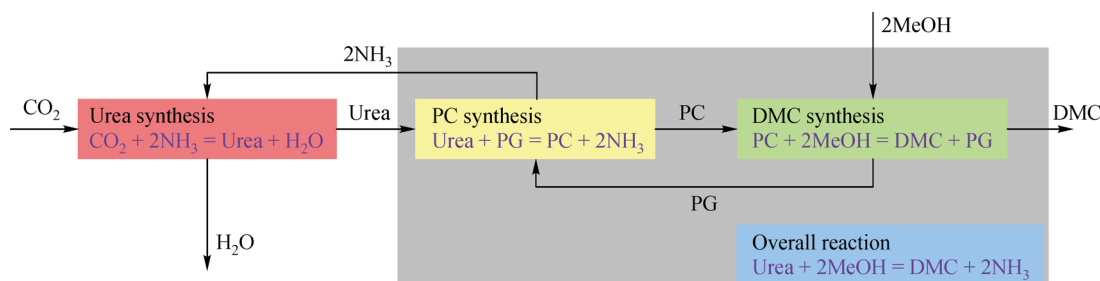 2MeOH
2NH₃
CO₂
Urea synthesis
CO₂ + 2NH₃ = Urea + H₂O
Urea
PC synthesis
Urea + PG = PC + 2NH₃
PC
DMC synthesis
PC + 2MeOH = DMC + PG
DMC
PG
H₂O
Overall reaction
Urea + 2MeOH = DMC + 2NH₃